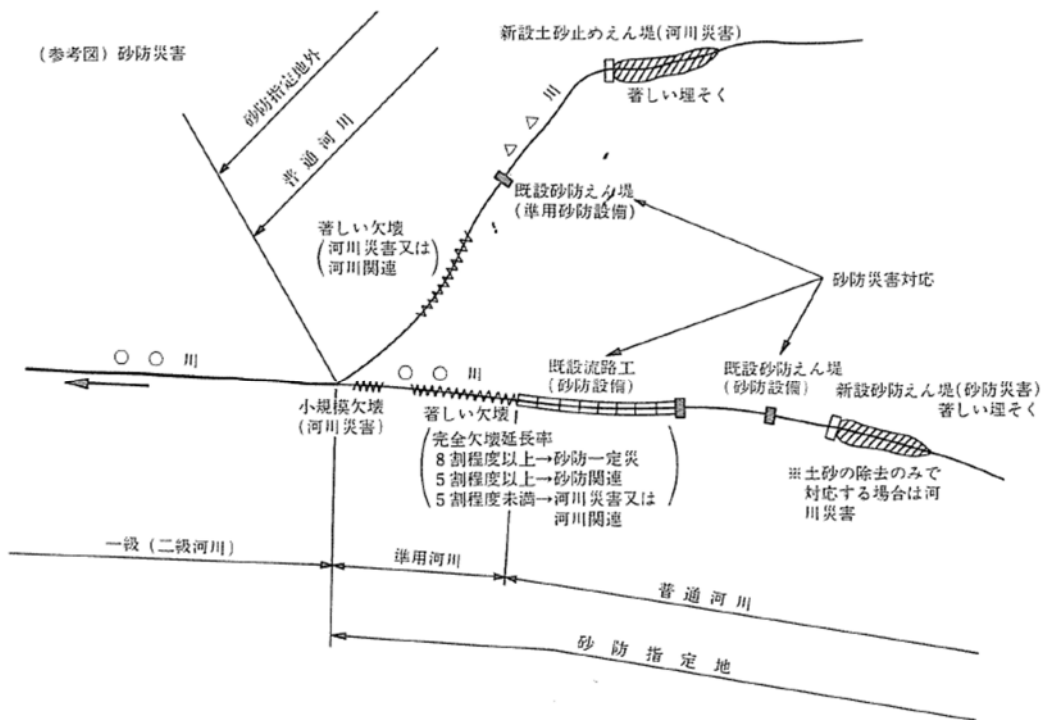 (参考図) 砂防災害
砂防指定地外
普通河川
新設土砂止めえん堤(河川災害)
著しい埋そく
△△川
既設砂防えん堤
(準用砂防設備)
著しい欠壊
(河川災害又は
河川関連)
砂防災害対応
○○川
○○川
既設流路工
(砂防設備)
既設砂防えん堤
(砂防設備)
新設砂防えん堤(砂防災害)
著しい埋そく
小規模欠壊
(河川災害)
著しい欠壊
(完全欠壊延長率
8割程度以上→砂防一定災
5割程度以上→砂防関連
5割程度未満→河川災害又は
河川関連)
※土砂の除去のみで
対応する場合は河
川災害
一級(二級河川)
準用河川
普通河川
砂防指定地